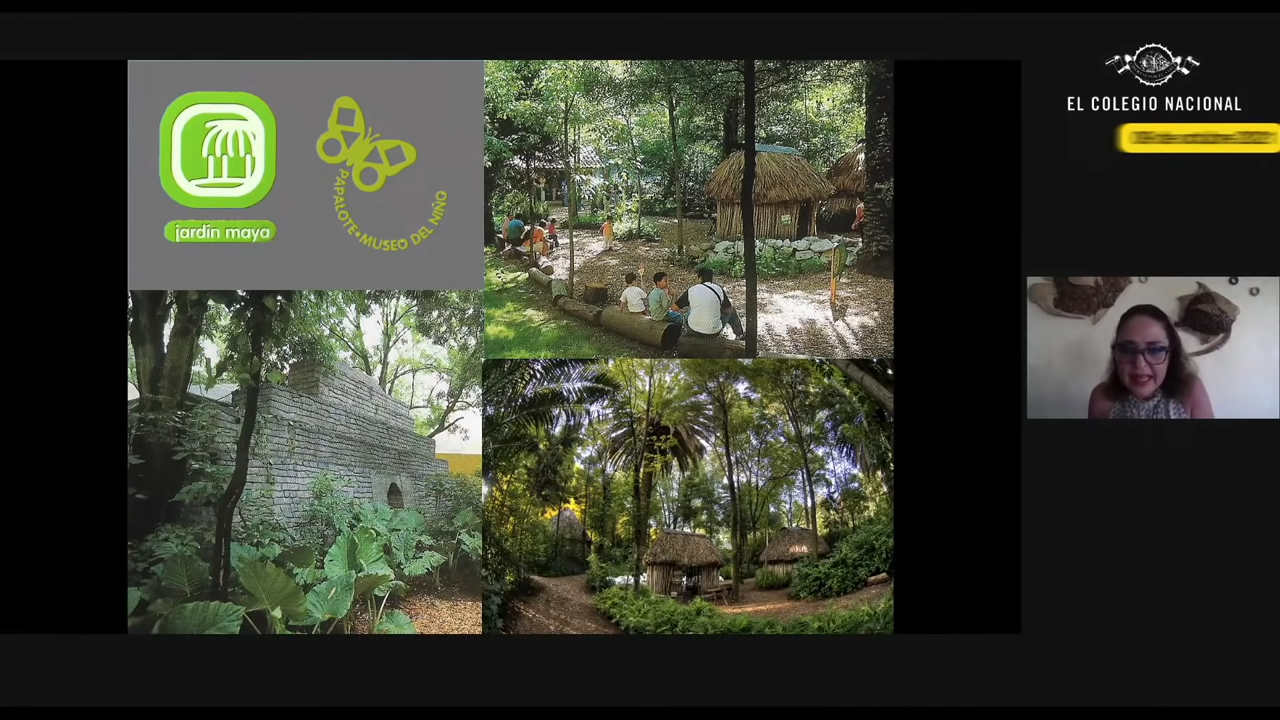 EL COLEGIO NACIONAL
jardín maya
PAPALOTE • MUSEO DEL NIÑO